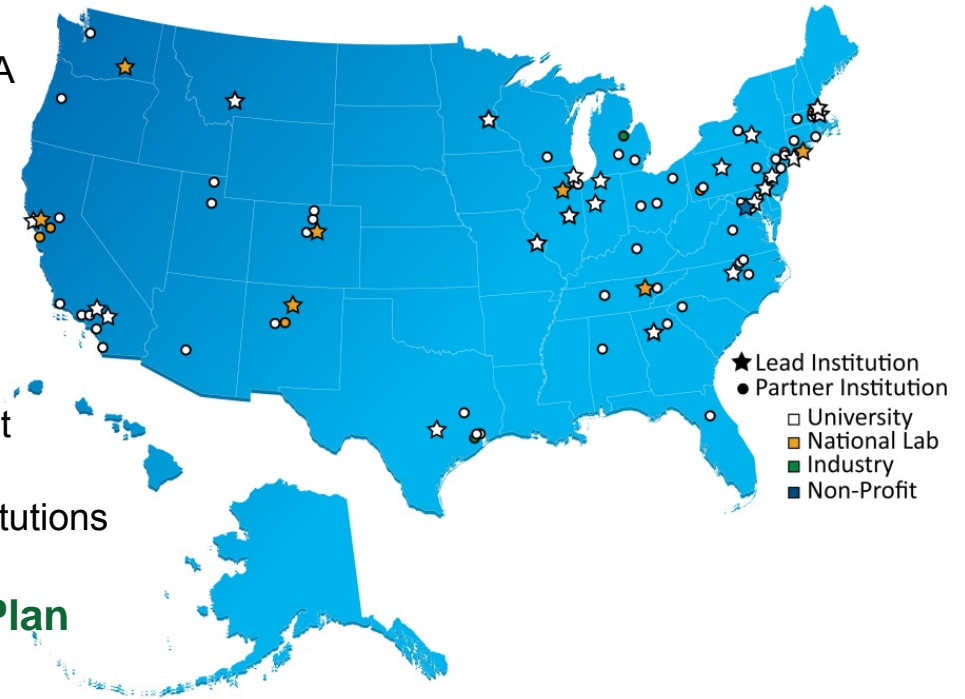 A
t
tutions
Plan
Lead Institution
Partner Institution
University
National Lab
Industry
Non-Profit